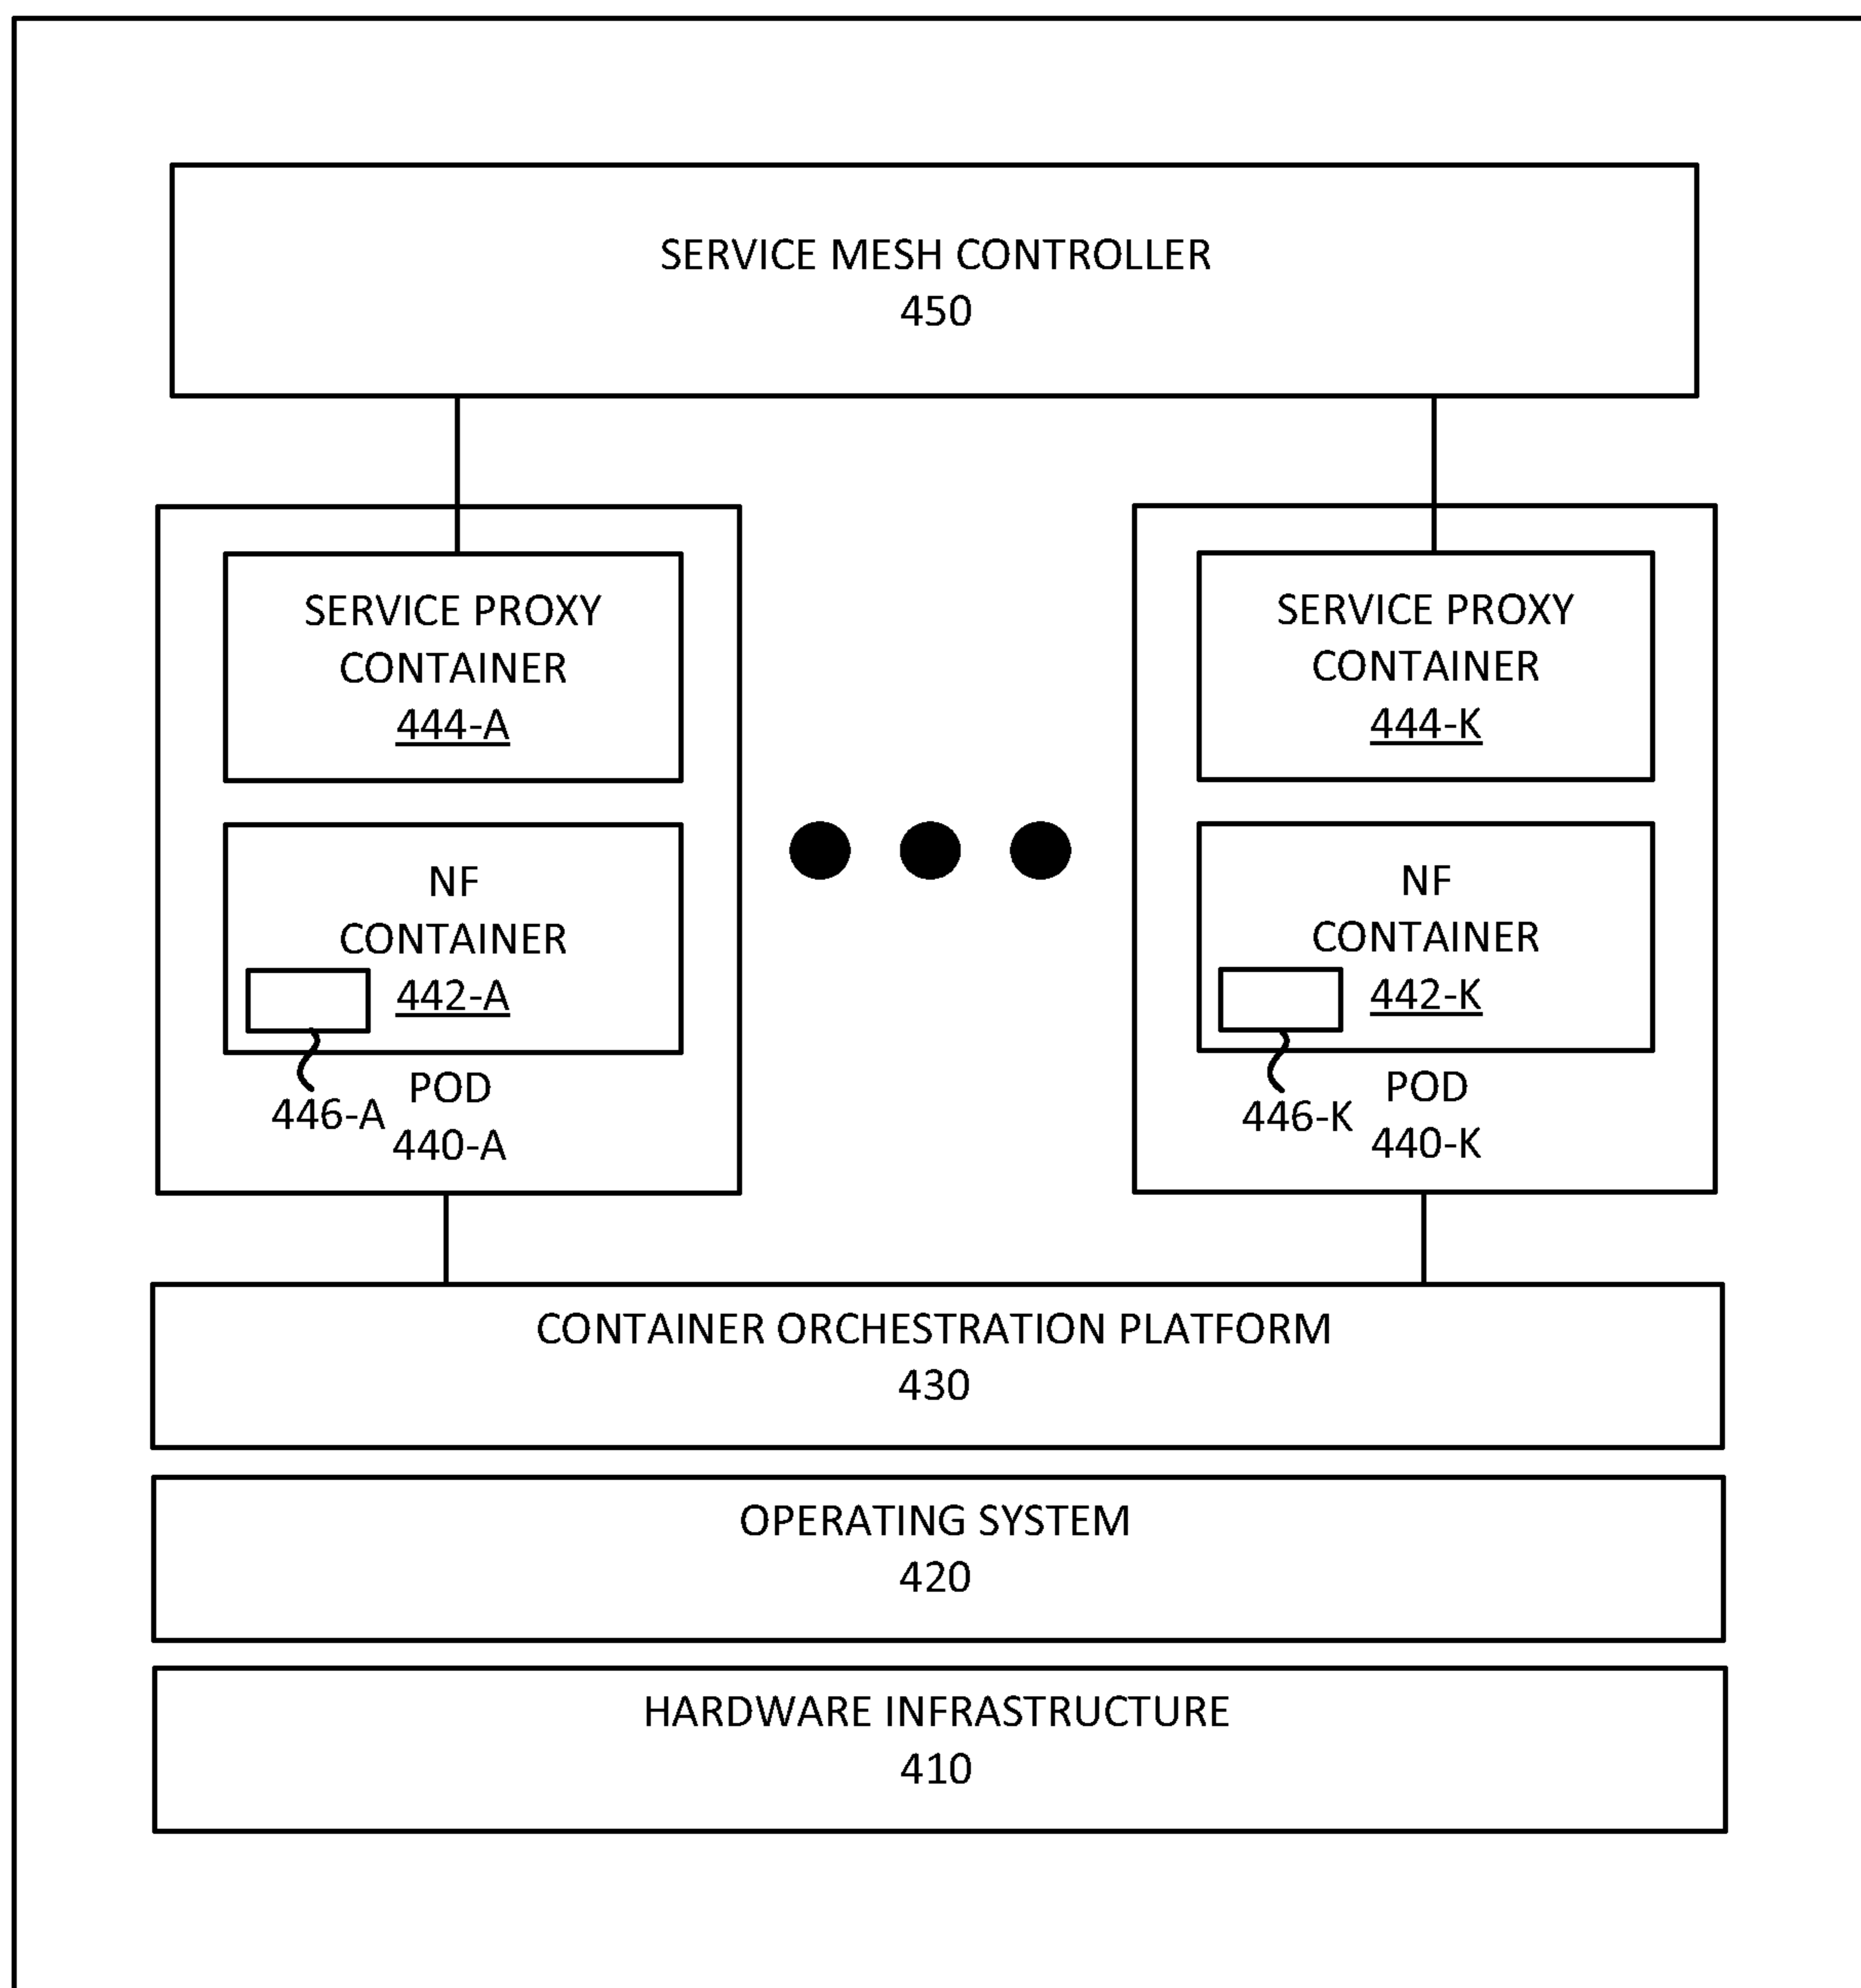 SERVICE MESH CONTROLLER
450
SERVICE PROXY
CONTAINER
444-A
NF
CONTAINER
442-A
446-A
POD
440-A
SERVICE PROXY
CONTAINER
444-K
NF
CONTAINER
442-K
446-K
POD
440-K
CONTAINER ORCHESTRATION PLATFORM
430
OPERATING SYSTEM
420
HARDWARE INFRASTRUCTURE
410